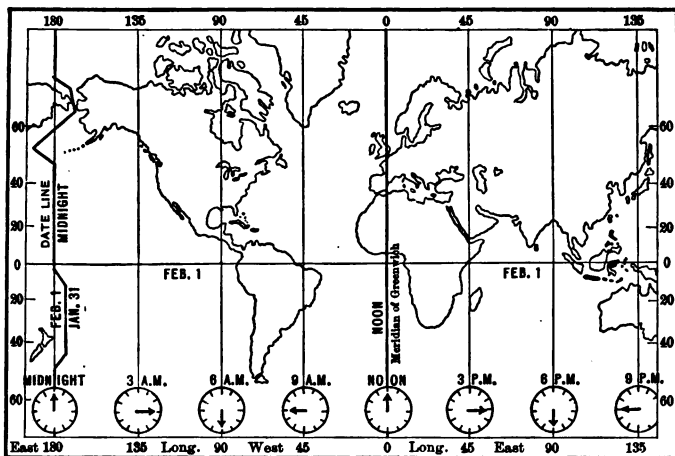 180 135 90 45 0 45 90 135
60 60
40 40
20 20
0 0
20 20
40 40
60 60
DATE LINE
MIDNIGHT
FEB. 1
JAN. 31
FEB. 1
NOON
Meridian of Greenwich
FEB. 1
MIDNIGHT 3 A.M. 6 A.M. 9 A.M. NOON 3 P.M. 6 P.M. 9 P.M.
East 180 135 Long. 90 West 45 0 Long. 45 East 90 135